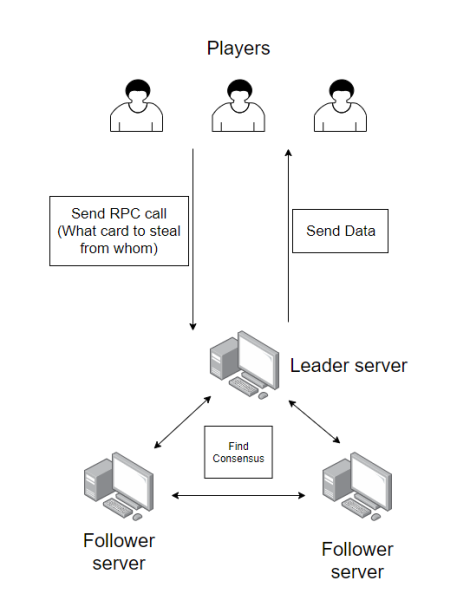 Players
Send RPC call
(What card to steal
from whom)
Send Data
Leader server
Find
Consensus
Follower
server
Follower
server